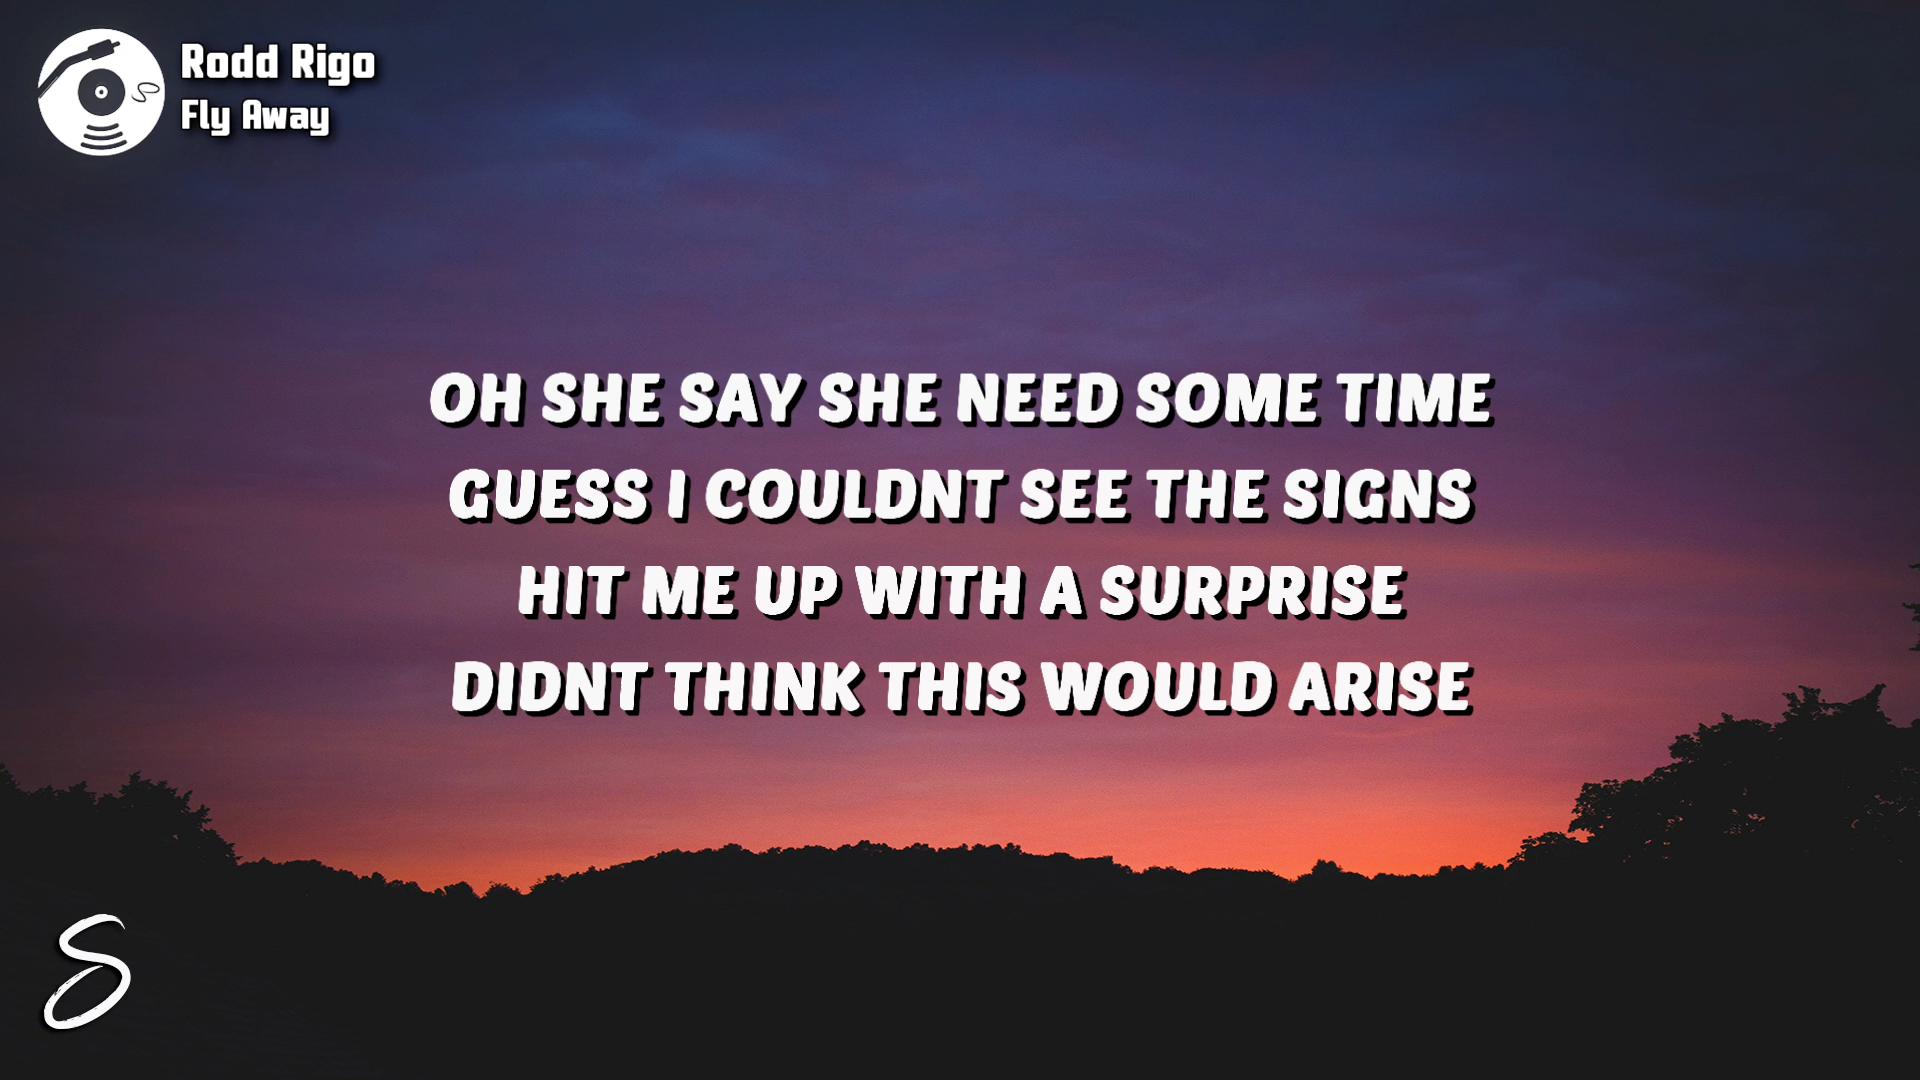 Rodd Rigo
Fly Away
OH SHE SAY SHE NEED SOME TIME
GUESS I COULDNT SEE THE SIGNS
HIT ME UP WITH A SURPRISE
DIDNT THINK THIS WOULD ARISE
S